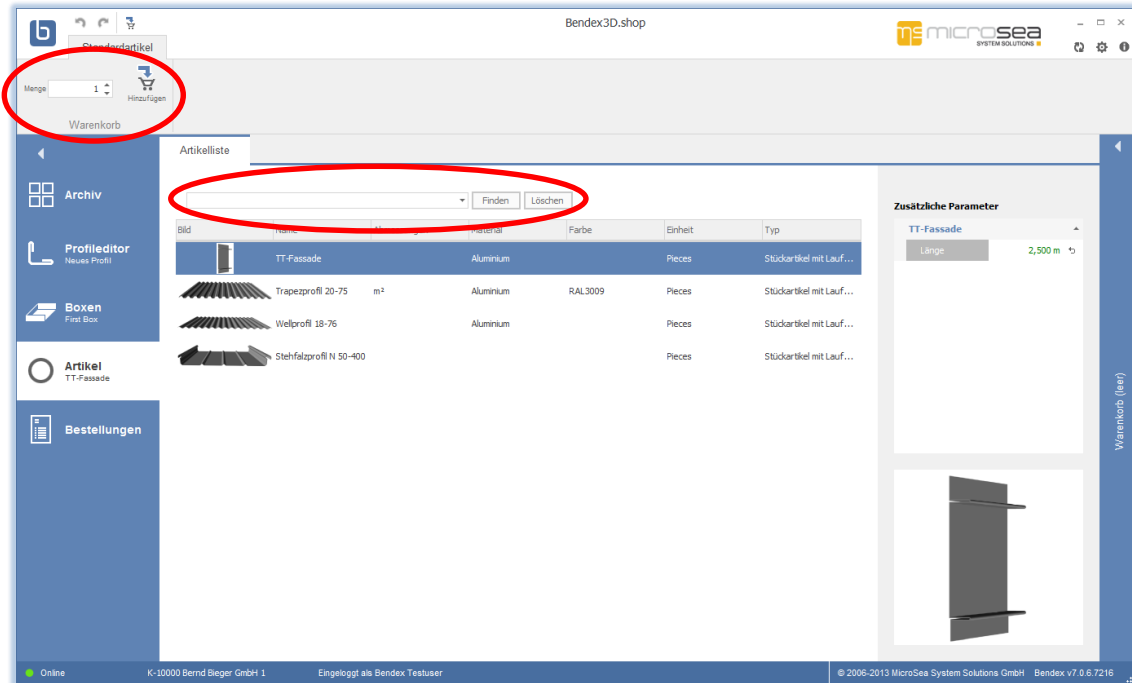 Bendex3D.shop
ms microsea
SYSTEM SOLUTIONS
Standardartikel
Menge 1 Hinzufügen
Warenkorb
Artikelliste
Archiv
Profileditor
Neues Profil
Boxen
First Box
Artikel
TT-Fassade
Bestellungen
Finden Löschen
Bild Name Material Farbe Einheit Typ
TT-Fassade Aluminium Pieces Stückartikel mit Lauf...
Trapezprofil 20-75 m² Aluminium RAL3009 Pieces Stückartikel mit Lauf...
Wellprofil 18-76 Aluminium Pieces Stückartikel mit Lauf...
Stehfalzprofil N 50-400 Pieces Stückartikel mit Lauf...
Zusätzliche Parameter
TT-Fassade
Länge 2,500 m
Warenkorb (leer)
Online K-10000 Bernd Bieger GmbH 1 Eingeloggt als Bendex Testuser © 2006-2013 MicroSea System Solutions GmbH Bendex v7.0.6.7216